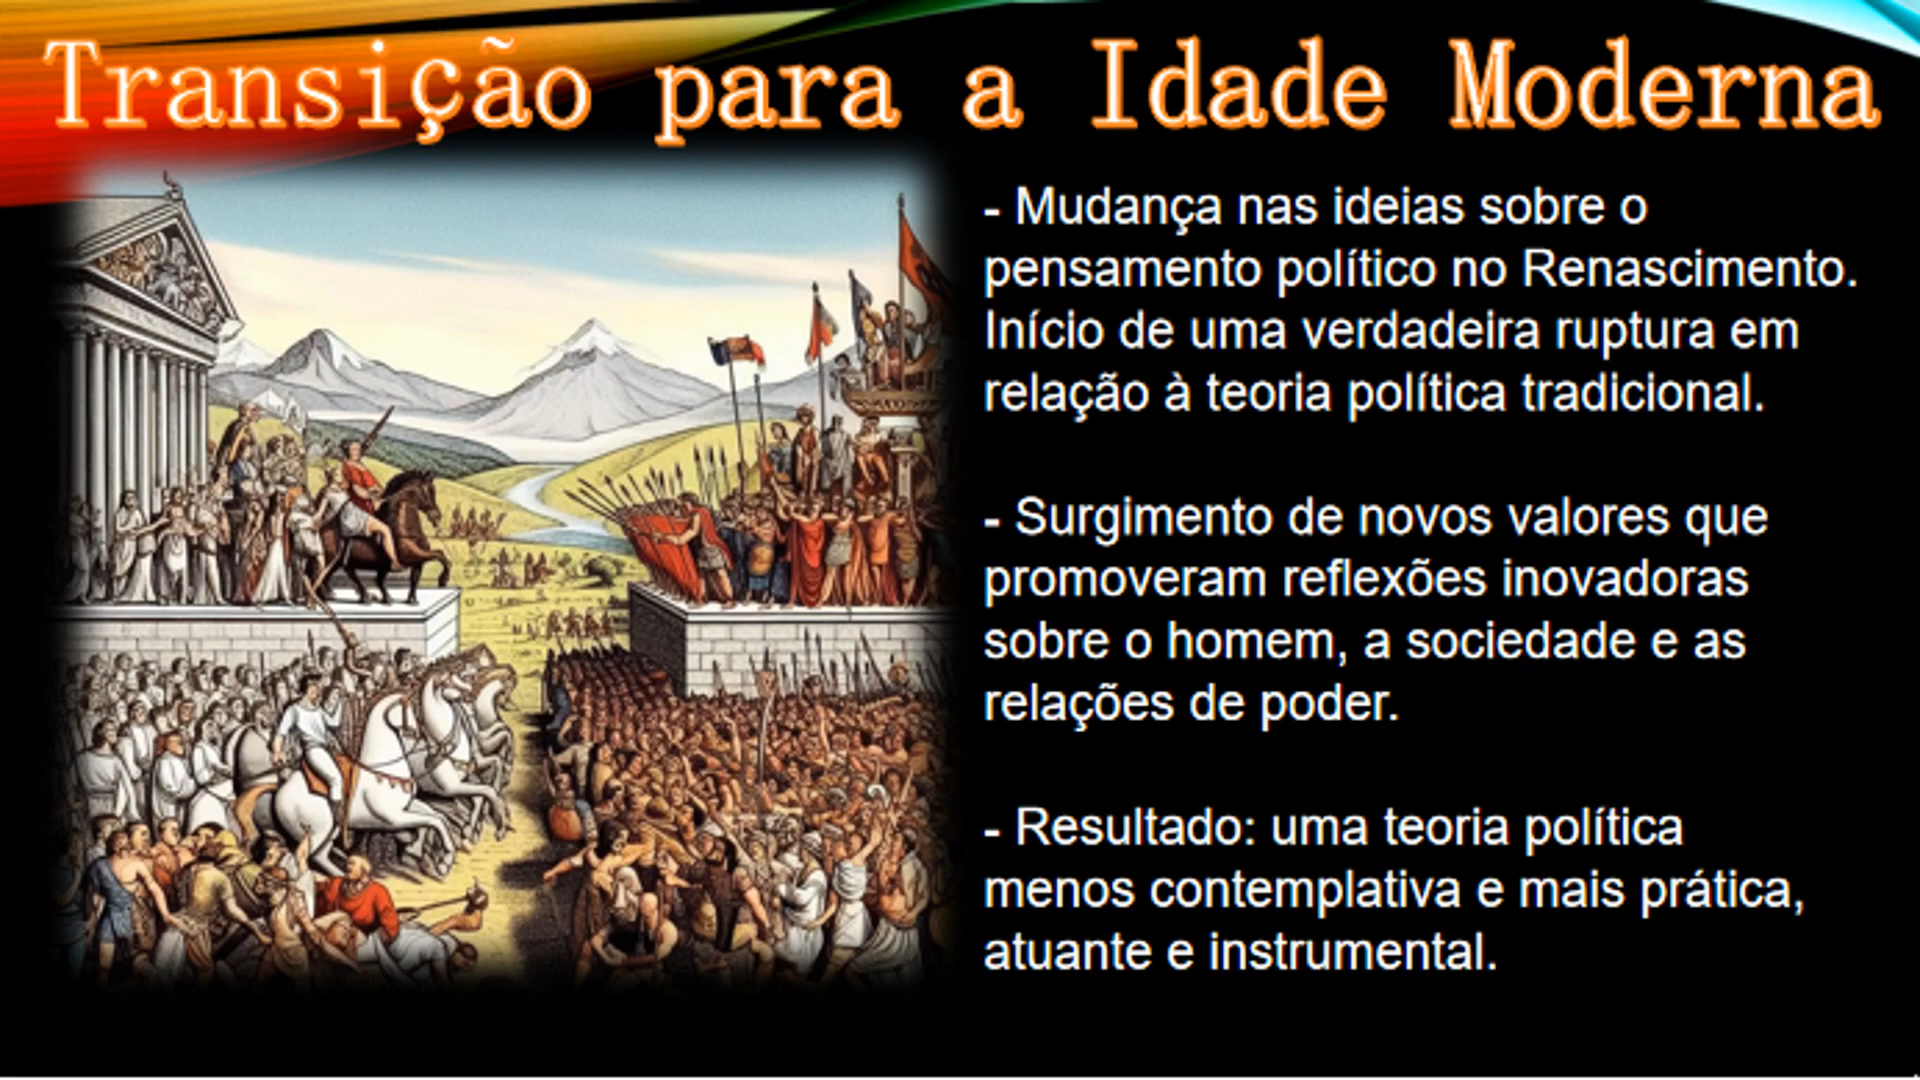 Transição para a Idade Moderna
- Mudança nas ideias sobre o
pensamento político no Renascimento.
Início de uma verdadeira ruptura em
relação à teoria política tradicional.
- Surgimento de novos valores que
promoveram reflexões inovadoras
sobre o homem, a sociedade e as
relações de poder.
- Resultado: uma teoria política
menos contemplativa e mais prática,
atuante e instrumental.